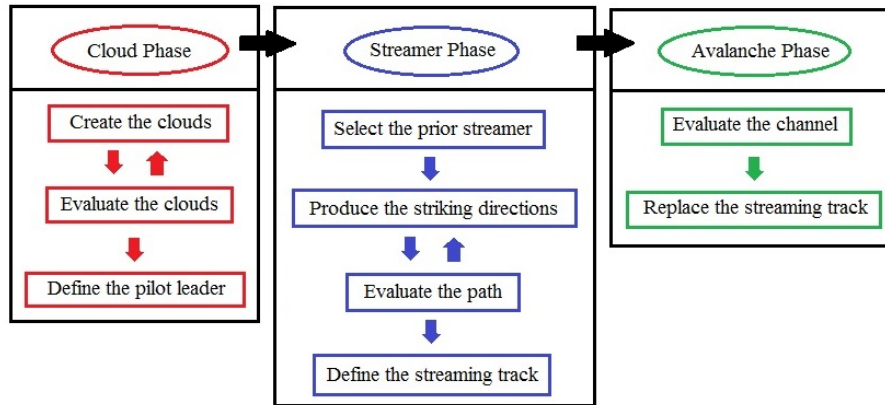 Cloud Phase
Streamer Phase
Avalanche Phase
Create the clouds
Evaluate the clouds
Define the pilot leader
Select the prior streamer
Produce the striking directions
Evaluate the path
Define the streaming track
Evaluate the channel
Replace the streaming track